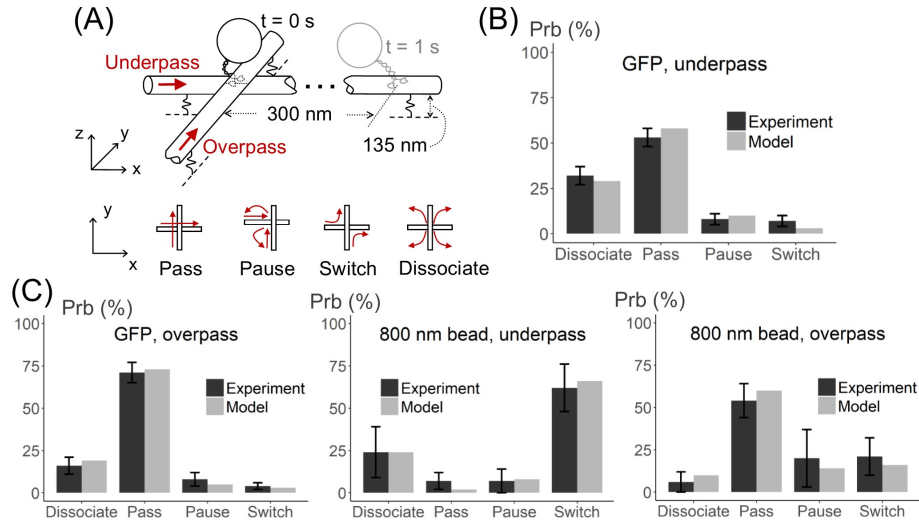 (A)
t = 0 s
t = 1 s
Underpass
300 nm
Overpass
135 nm
z
y
x
y
x
Pass Pause Switch Dissociate
(B)
Prb (%)
GFP, underpass
100
75
50
25
0
Experiment
Model
Dissociate Pass Pause Switch
(C)
Prb (%)
GFP, overpass
100
75
50
25
0
Experiment
Model
Dissociate Pass Pause Switch
Prb (%)
800 nm bead, underpass
100
75
50
25
0
Experiment
Model
Dissociate Pass Pause Switch
Prb (%)
800 nm bead, overpass
100
75
50
25
0
Experiment
Model
Dissociate Pass Pause Switch